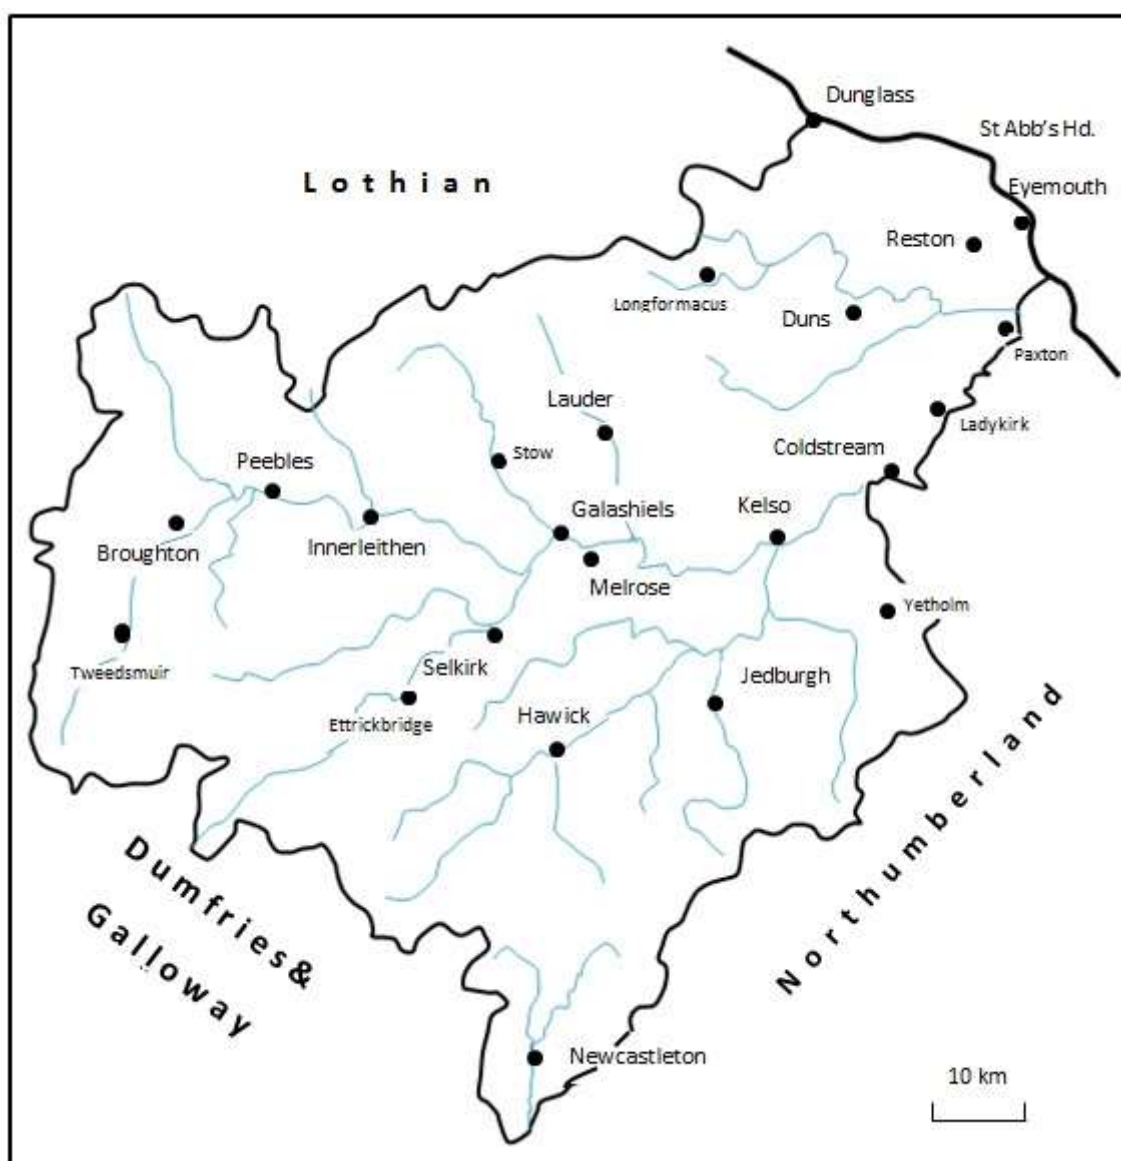 Dunglass
St Abb's Hd.
Lothian
Eyemouth
Reston
Longformacus
Duns
Paxton
Lauder
Ladykirk
Coldstream
Stow
Peebles
Galashiels
Kelso
Broughton
Innerleithen
Melrose
Yetholm
Selkirk
Tweedsmuir
Jedburgh
Hawick
Ettrickbridge
Northumberland
Dumfries&
Galloway
Newcastleton
10 km